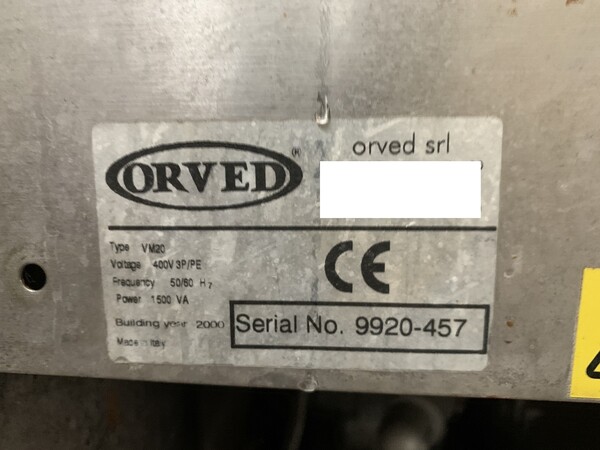 ORVED®
orved srl
Type VM20
Voltage 400V 3P/PE
Frequency 50/60 Hz
Power 1500 VA
CE
Building year 2000
Serial No. 9920-457
Made in Italy